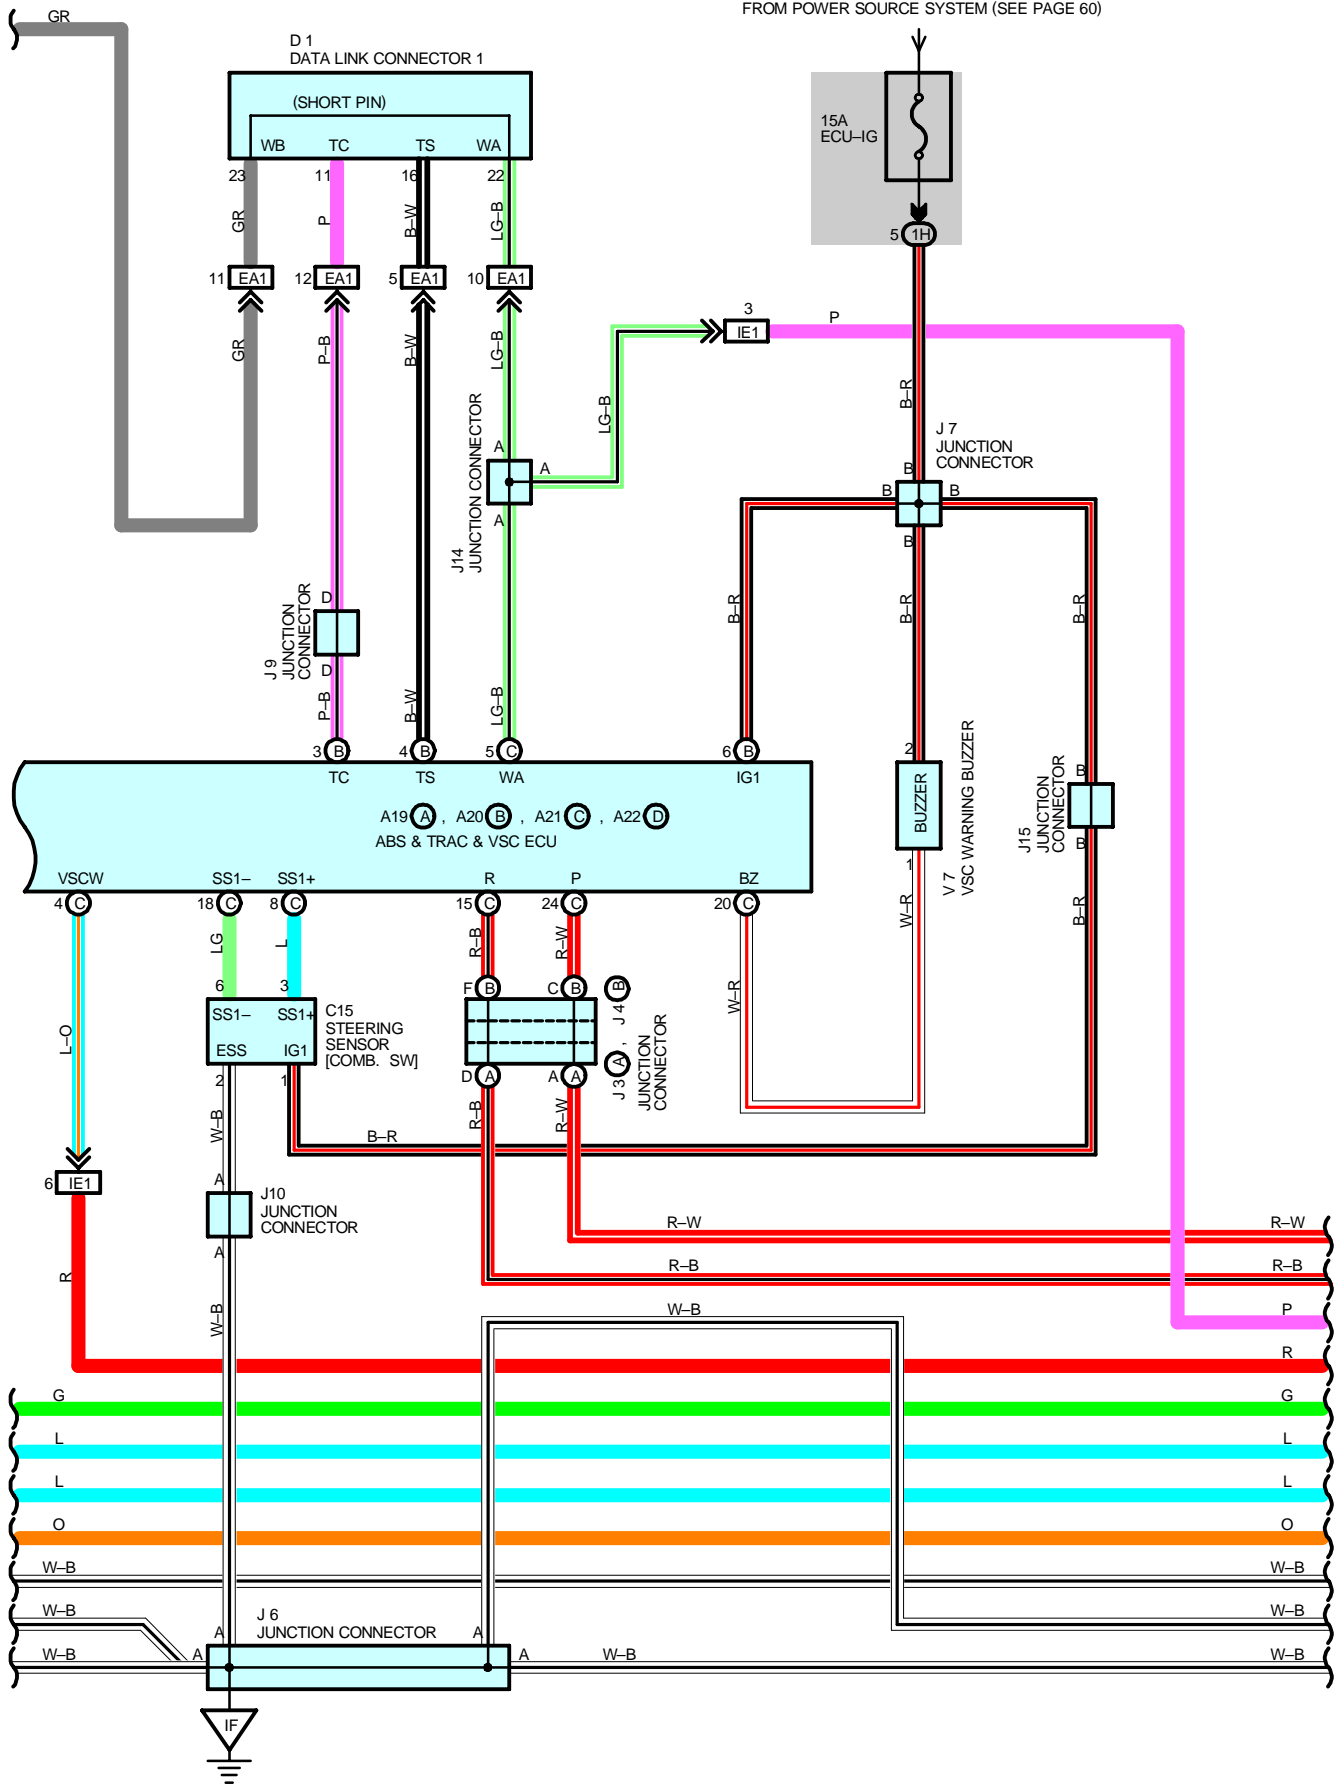 GR
FROM POWER SOURCE SYSTEM (SEE PAGE 60)
D 1
DATA LINK CONNECTOR 1
(SHORT PIN)
WB TC TS WA
23 11 16 22
GR P B–W LG–B
11 EA1 12 EA1 5 EA1 10 EA1
GR P–B B–W LG–B
15A
ECU–IG
5 1H
3
IE1
P
LG–B
B–R
J 7
JUNCTION
CONNECTOR
B
B B
B
A
A
A
J14
JUNCTION CONNECTOR
D
J 9
JUNCTION
CONNECTOR
D
B–R B–R B–R
P–B B–W LG–B
3 B 4 B 5 C 6 B
TC TS WA IG1
A19 A , A20 B , A21 C , A22 D
ABS & TRAC & VSC ECU
2
BUZZER
1
V 7
VSC WARNING BUZZER
B
J15
JUNCTION
CONNECTOR
B
VSCW SS1– SS1+ R P BZ
4 C 18 C 8 C 15 C 24 C 20 C
LG L R–B R–W W–R B–R
6 3
SS1– SS1+
ESS IG1
C15
STEERING
SENSOR
[COMB. SW]
2 1
F B C B
D A A A
J 3 A , J 4 B
JUNCTION
CONNECTOR
W–R
L–O
W–B
R–B R–W
B–R
6 IE1
A
J10
JUNCTION
CONNECTOR
A
R
W–B
R–W R–W
R–B R–B
W–B
P
R
G G
L L
L L
O O
W–B W–B
W–B W–B
J 6
JUNCTION CONNECTOR
A A
W–B A A W–B W–B
IF